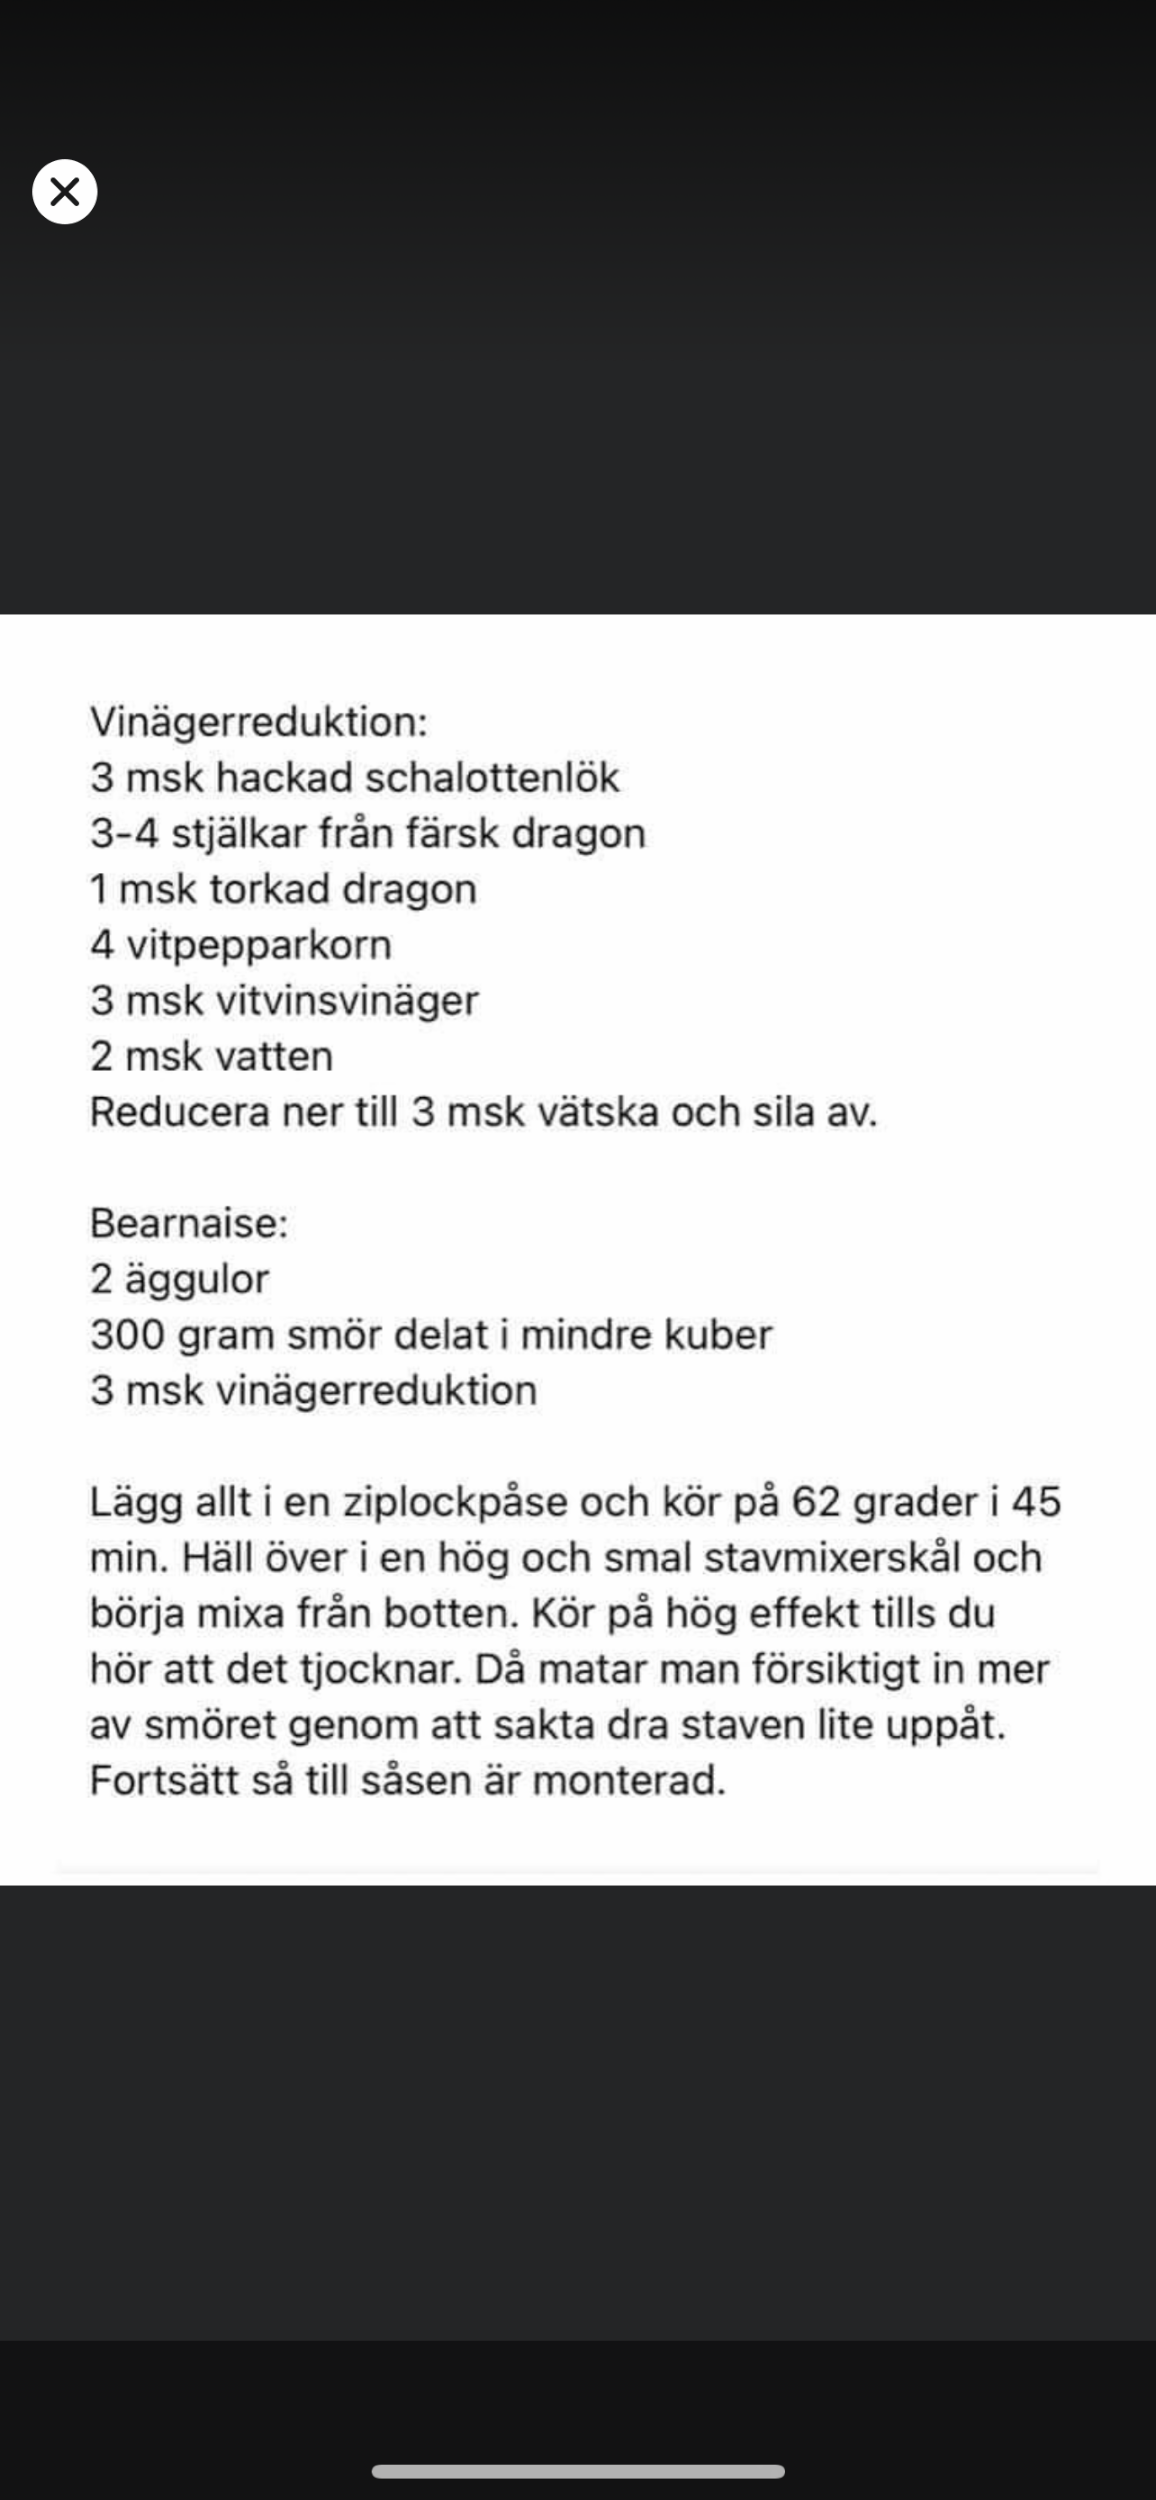 Vinägerreduktion:
3 msk hackad schalottenlök
3-4 stjälkar från färsk dragon
1 msk torkad dragon
4 vitpepparkorn
3 msk vitvinsvinäger
2 msk vatten
Reducera ner till 3 msk vätska och sila av.
Bearnaise:
2 äggulor
300 gram smör delat i mindre kuber
3 msk vinägerreduktion
Lägg allt i en ziplockpåse och kör på 62 grader i 45
min. Häll över i en hög och smal stavmixerskål och
börja mixa från botten. Kör på hög effekt tills du
hör att det tjocknar. Då matar man försiktigt in mer
av smöret genom att sakta dra staven lite uppåt.
Fortsätt så till såsen är monterad.